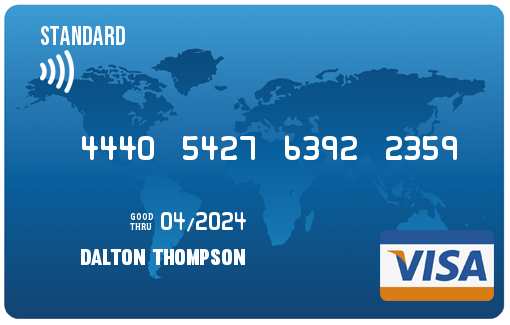 STANDARD
4440 5427 6392 2359
GOOD THRU 04/2024
DALTON THOMPSON
VISA